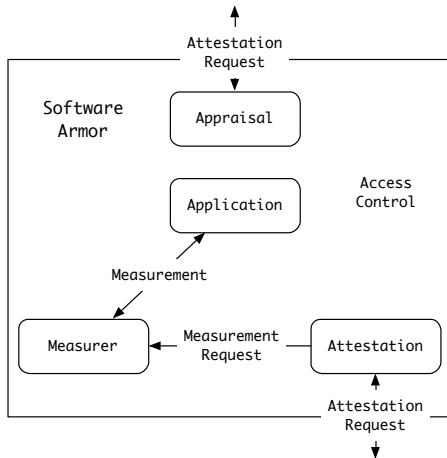 Attestation
Request
Software
Armor
Appraisal
Application
Access
Control
Measurement
Measurer
Measurement
Request
Attestation
Attestation
Request